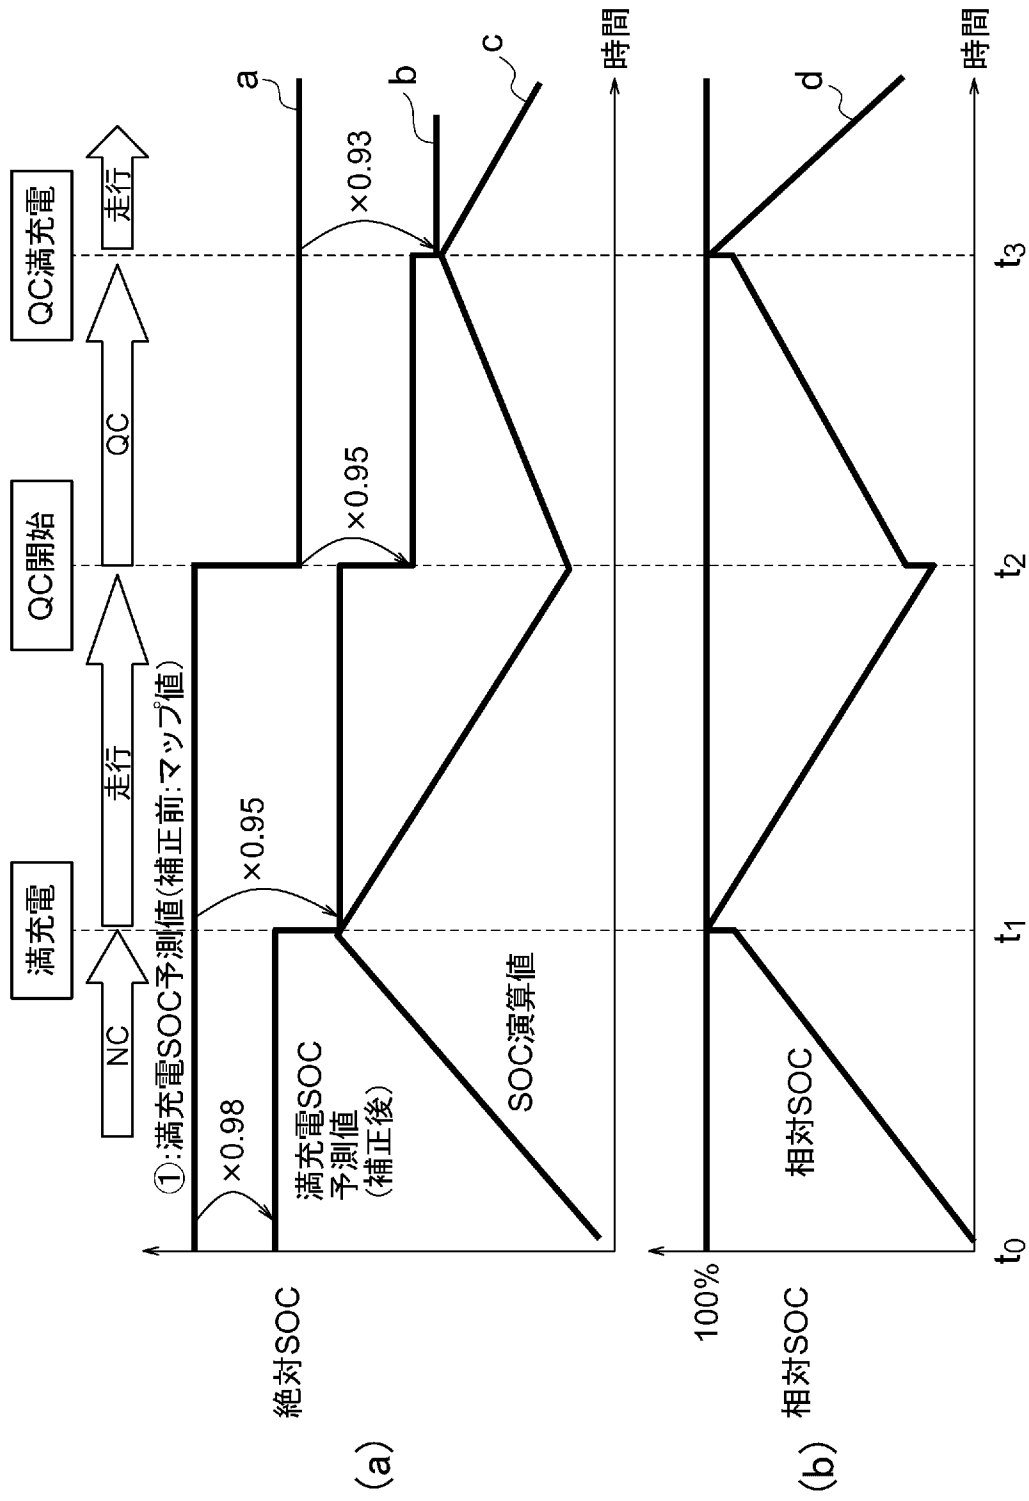 満充電
QC開始
QC満充電
NC
走行
QC
走行
①:満充電SOC予測値(補正前:マップ値)
×0.98
×0.95
×0.95
×0.93
a
b
c
満充電SOC
予測値
(補正後)
SOC演算値
絶対SOC
時間
(a)
100%
相対SOC
相対SOC
d
時間
t0
t1
t2
t3
(b)